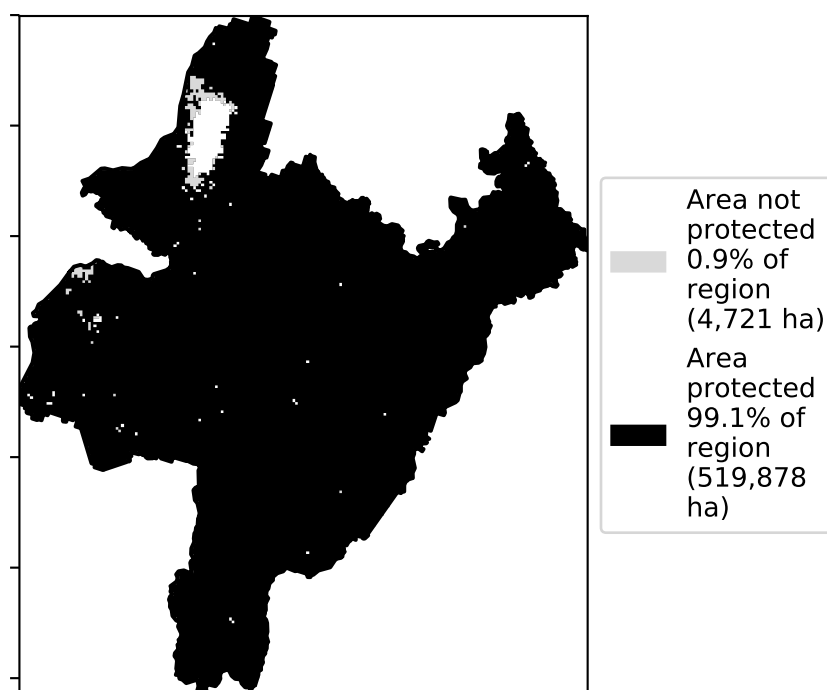 Area not
protected
0.9% of
region
(4,721 ha)
Area
protected
99.1% of
region
(519,878
ha)